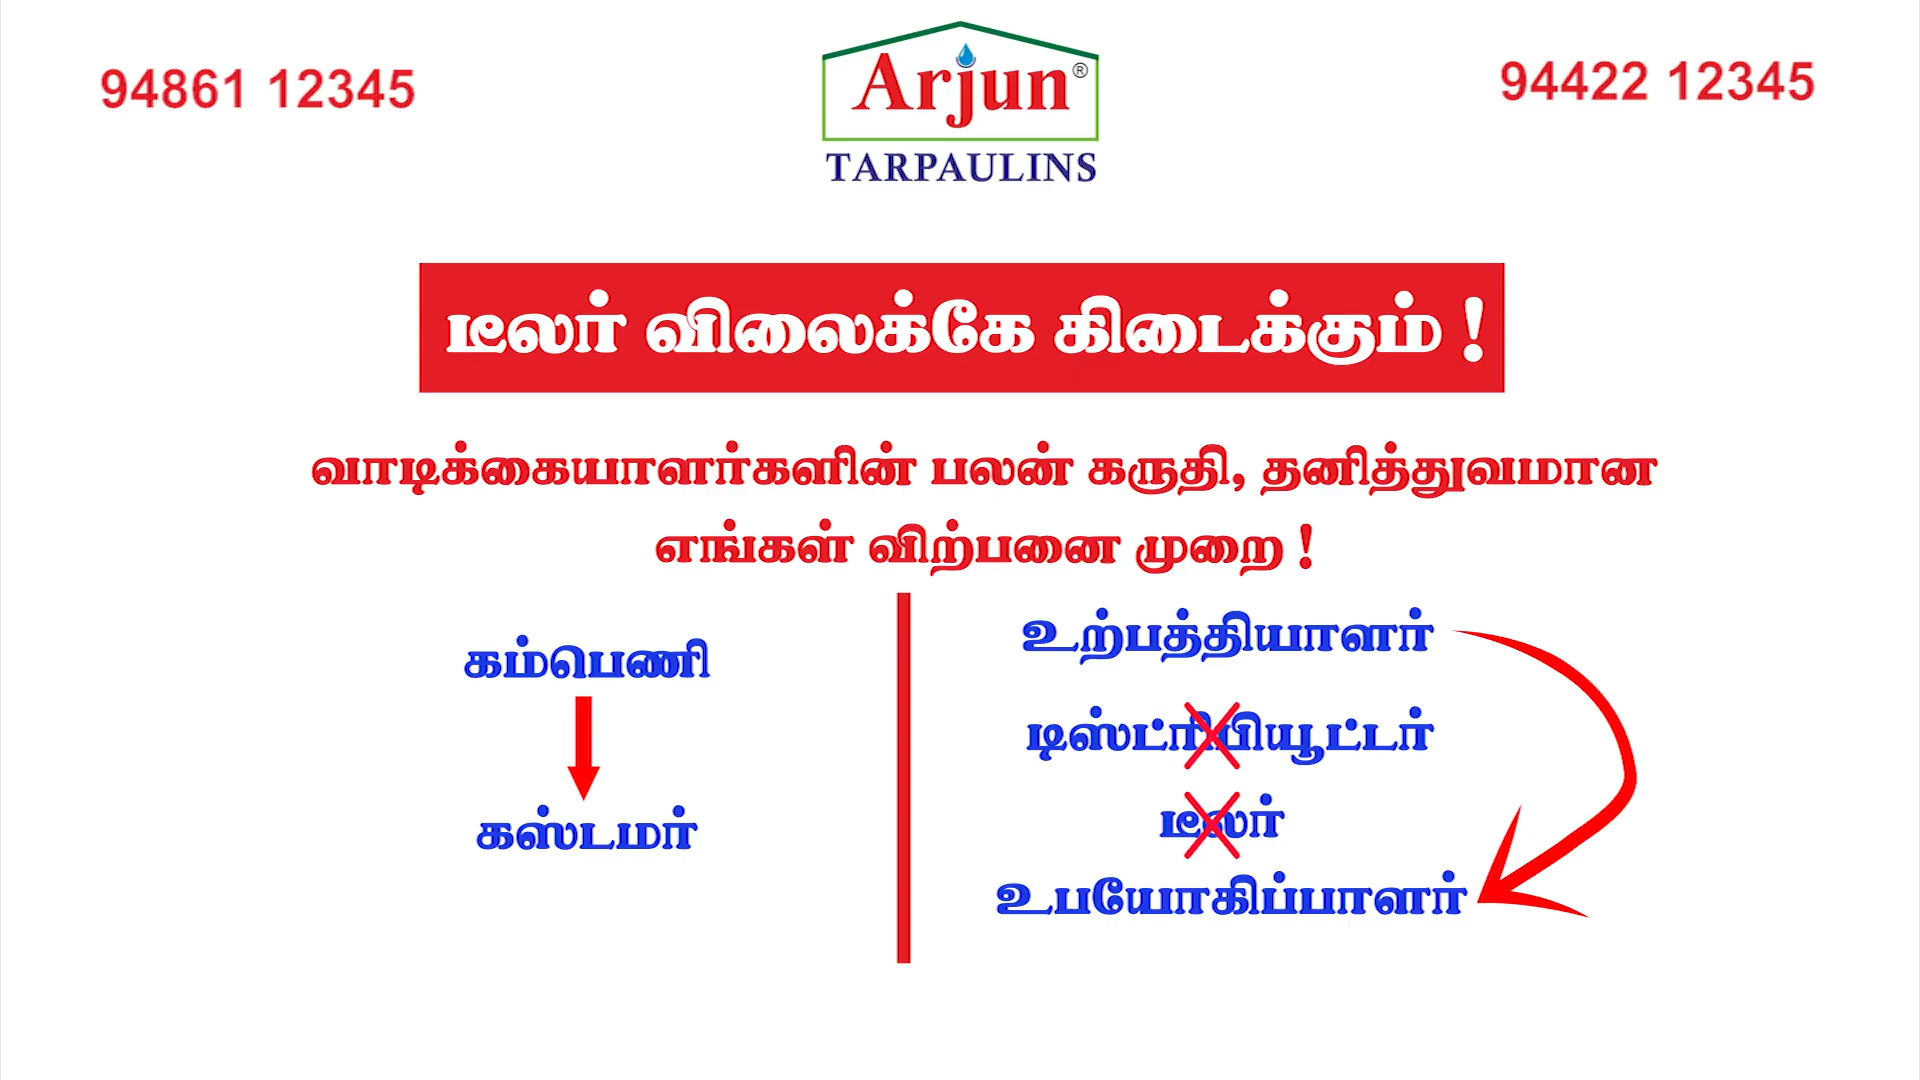 94861 12345
Arjun®
TARPAULINS
94422 12345
டீலர் விலைக்கே கிடைக்கும் !
வாடிக்கையாளர்களின் பலன் கருதி, தனித்துவமான
எங்கள் விற்பனை முறை !
கம்பெணி
கஸ்டமர்
உற்பத்தியாளர்
டிஸ்ட்ரிபியூட்டர்
டீலர்
உபயோகிப்பாளர்